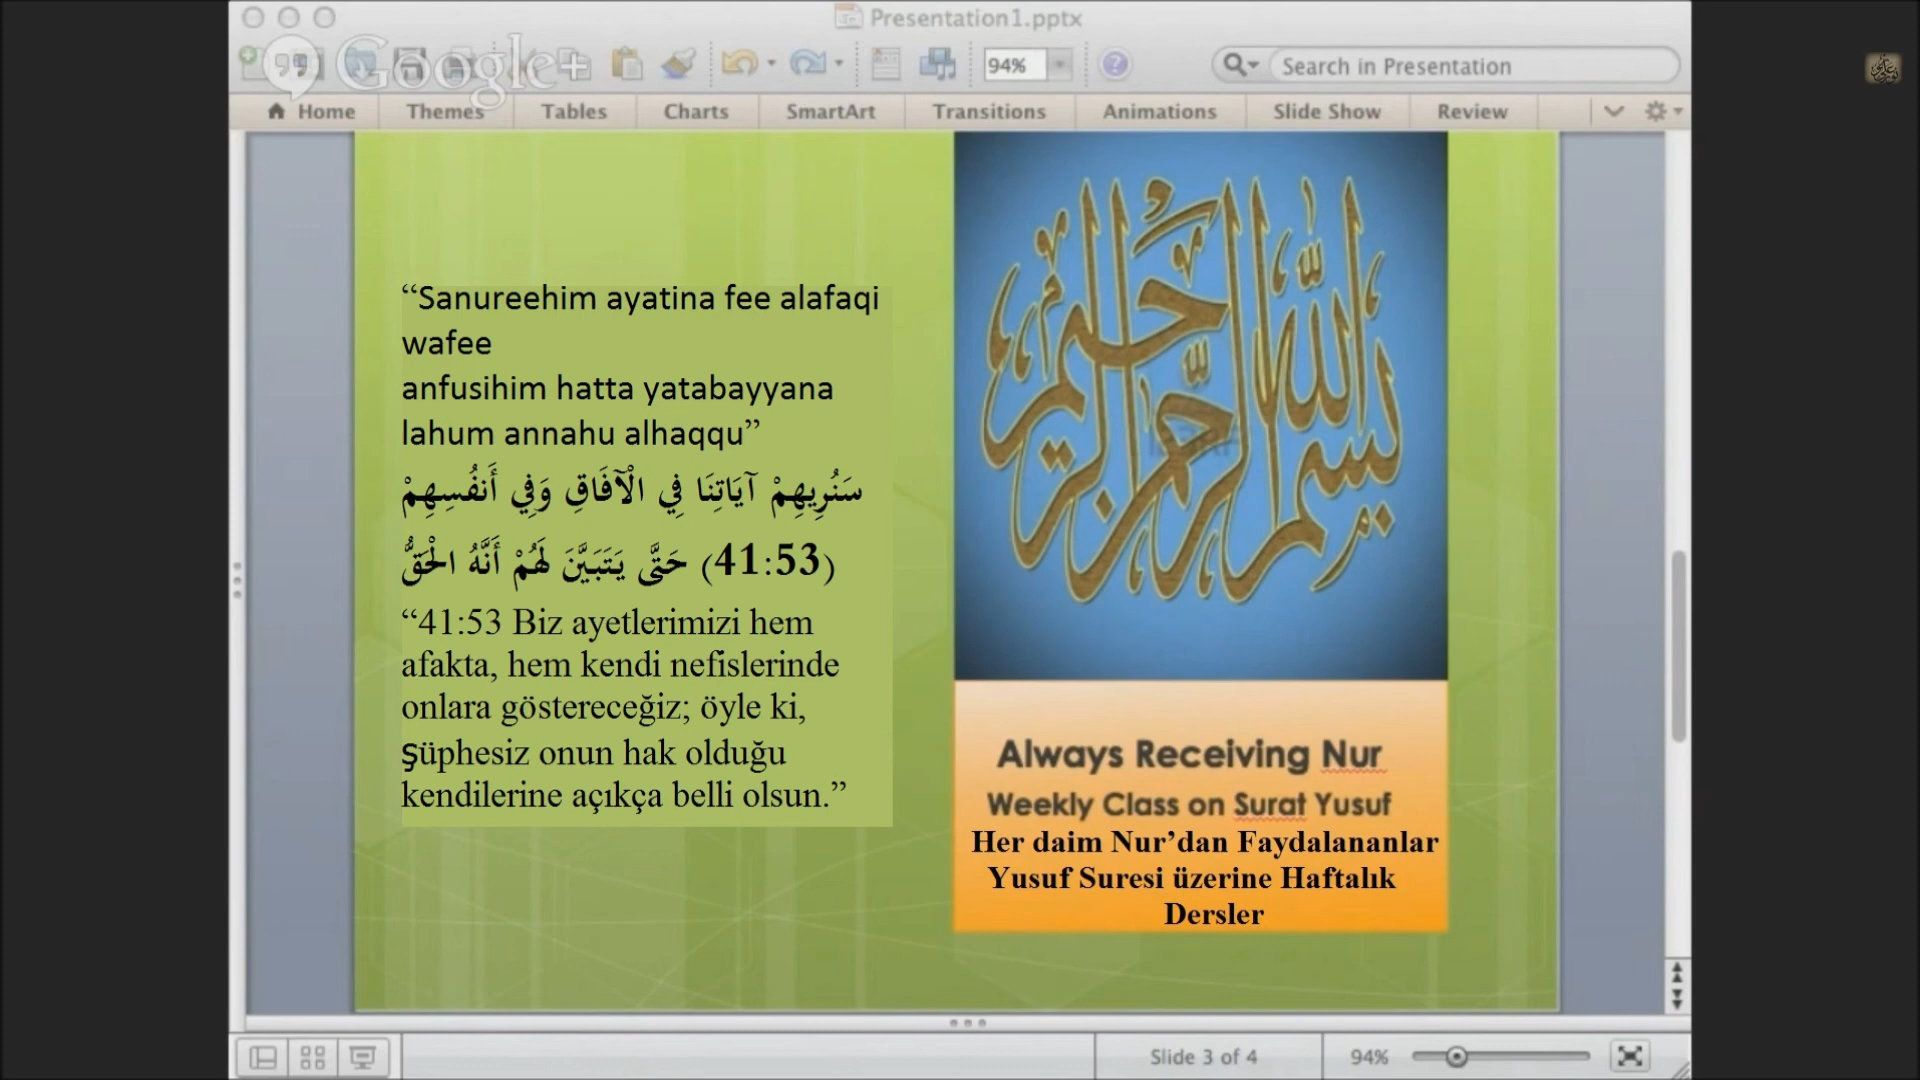 Presentation1.pptx
Google+
94%
Search in Presentation
Home Themes Tables Charts SmartArt Transitions Animations Slide Show Review
“Sanureehim ayatina fee alafaqi
wafee
anfusihim hatta yatabayyana
lahum annahu alhaqqu”
سَنُرِيهِمْ آيَاتِنَا فِي الْآفَاقِ وَفِي أَنفُسِهِمْ
(41:53) حَتَّى يَتَبَيَّنَ لَهُمْ أَنَّهُ الْحَقُّ
“41:53 Biz ayetlerimizi hem
afakta, hem kendi nefislerinde
onlara göstereceğiz; öyle ki,
şüphesiz onun hak olduğu
kendilerine açıkça belli olsun.”
بسم الله الرحمن الرحيم
Always Receiving Nur
Weekly Class on Surat Yusuf
Her daim Nur’dan Faydalananlar
Yusuf Suresi üzerine Haftalık
Dersler
Slide 3 of 4
94%